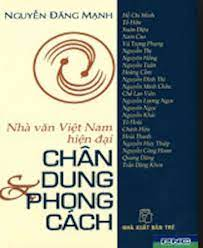 NGUYỄN ĐĂNG MẠNH
Hồ Chí Minh
Tố Hữu
Xuân Diệu
Nam Cao
Vũ Trọng Phụng
Nguyễn Thi
Nguyên Hồng
Nguyễn Tuân
Hoàng Cầm
Nguyễn Đình Thi
Nguyễn Minh Châu
Chế Lan Viên
Nguyễn Lương Ngọc
Nguyên Ngọc
Nguyễn Khải
Tô Hoài
Chính Hữu
Hoài Thanh
Nguyễn Huy Thiệp
Nguyễn Công Hoan
Quang Dũng
Trần Đăng Khoa
Nhà văn Việt Nam
hiện đại
CHÂN
DUNG
& PHONG
CÁCH
NHÀ XUẤT BẢN TRẺ